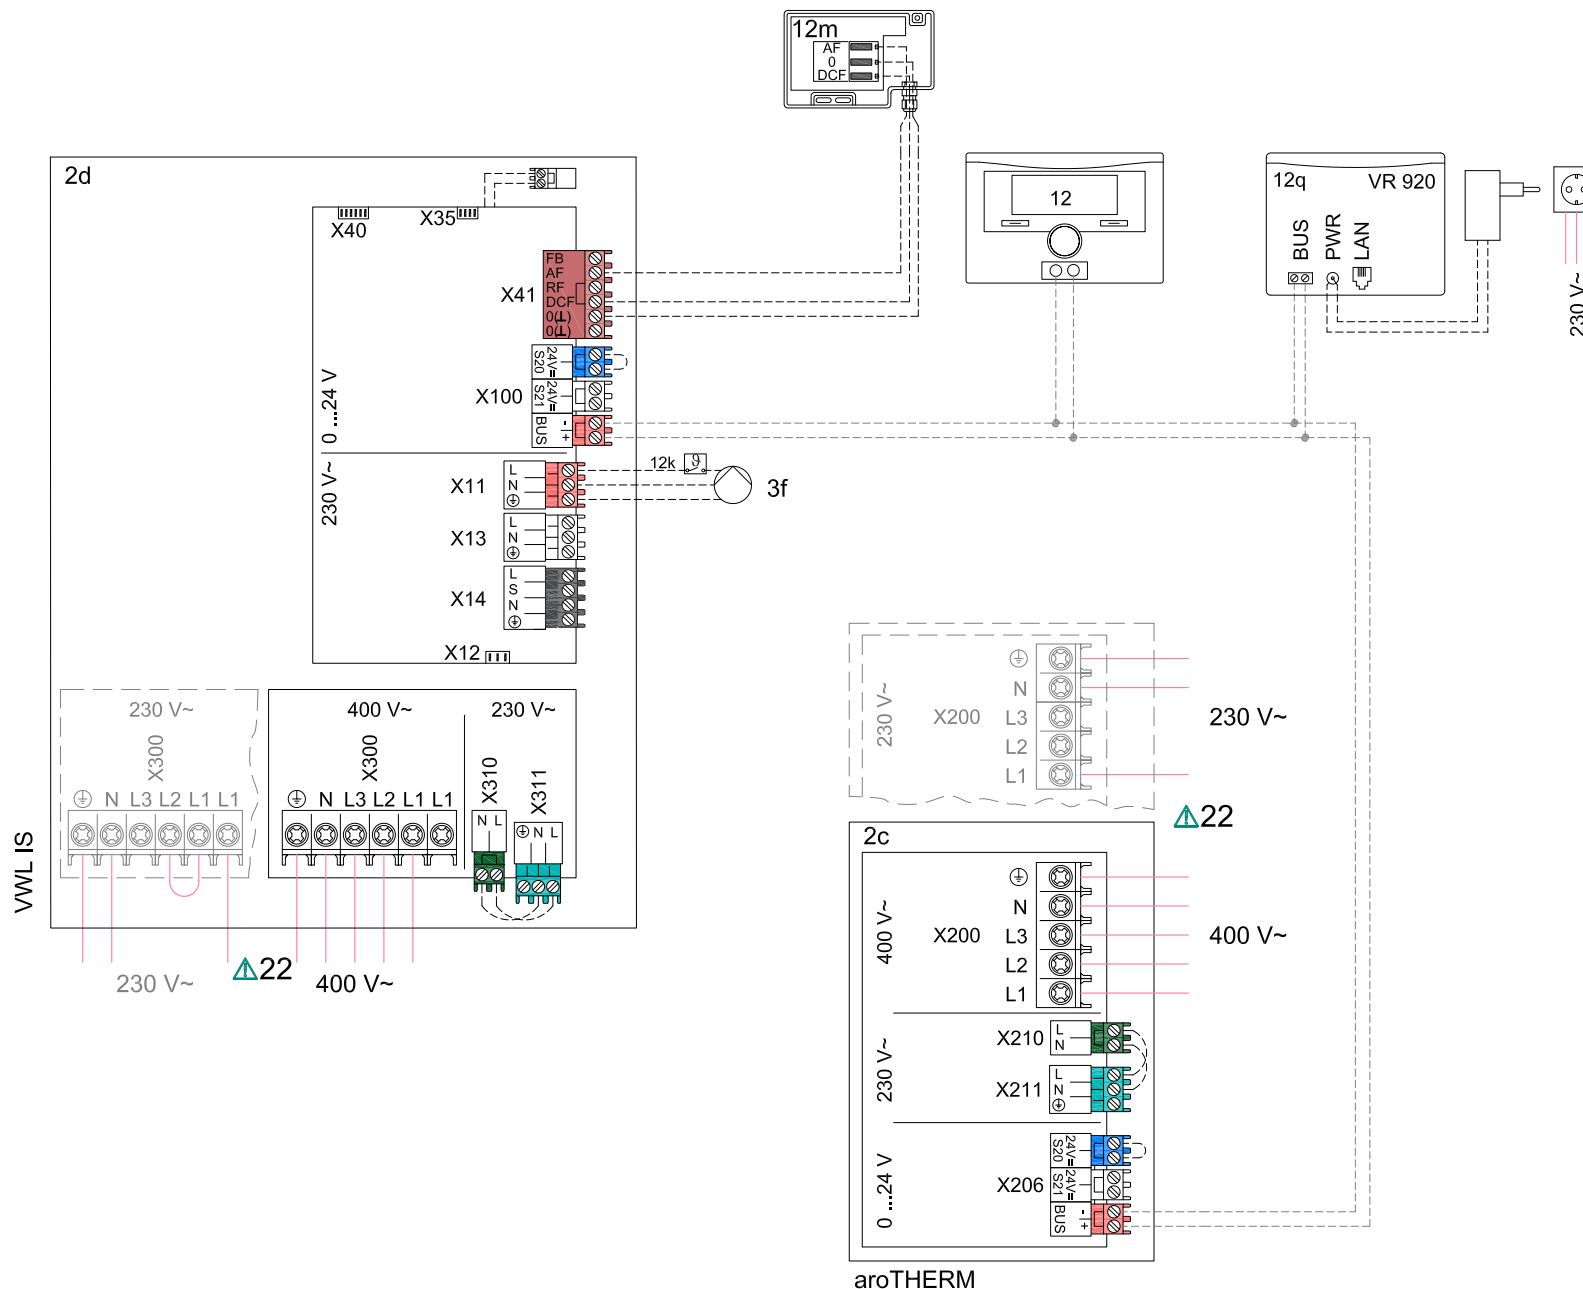 12m
AF
0
DCF
2d
X40
X35
12
12q
VR 920
BUS
PWR
LAN
230 V~
X41
FB
AF
RF
DCF
0(⊥)
0(⊥)
X100
S20
24V=
S21
24V=
BUS
-
+
0 ...24 V
230 V~
X11
L
N
12k
ϑ
3f
X13
L
N
X14
L
S
N
X12
230 V~
X300
N L3 L2 L1 L1
400 V~
X300
N L3 L2 L1 L1
230 V~
X310
N L
X311
N L
VWL IS
230 V~
22
400 V~
230 V~
X200
N
L3
L2
L1
230 V~
22
2c
400 V~
X200
N
L3
L2
L1
400 V~
230 V~
X210
L
N
X211
L
N
0 ...24 V
X206
S20
24V=
S21
24V=
BUS
-
+
aroTHERM